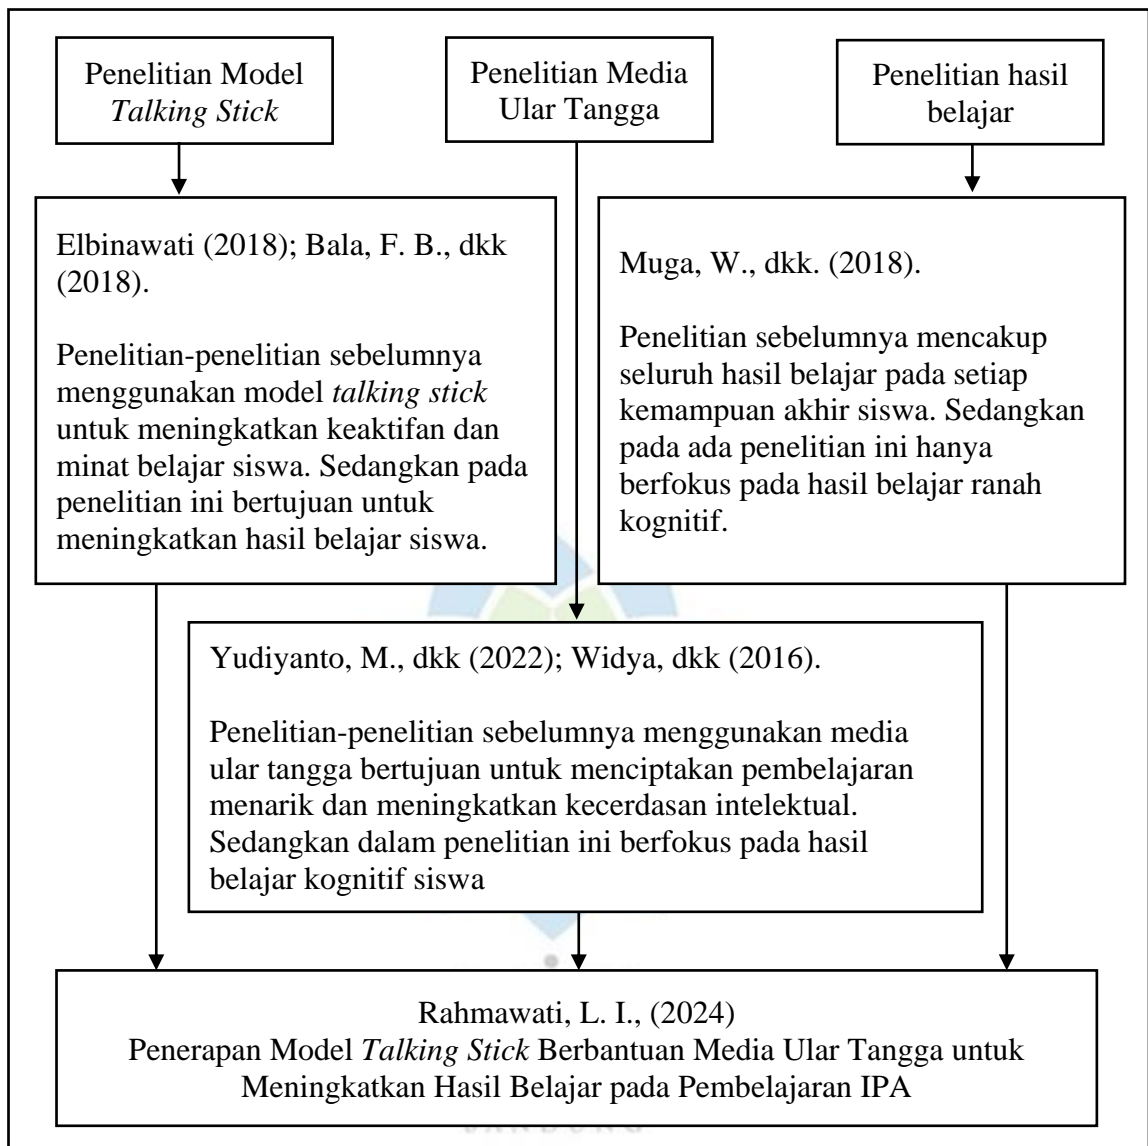 Penelitian Model
Talking Stick
Penelitian Media
Ular Tangga
Penelitian hasil
belajar
Elbinawati (2018); Bala, F. B., dkk
(2018).
Penelitian-penelitian sebelumnya
menggunakan model talking stick
untuk meningkatkan keaktifan dan
minat belajar siswa. Sedangkan pada
penelitian ini bertujuan untuk
meningkatkan hasil belajar siswa.
Muga, W., dkk. (2018).
Penelitian sebelumnya mencakup
seluruh hasil belajar pada setiap
kemampuan akhir siswa. Sedangkan
pada ada penelitian ini hanya
berfokus pada hasil belajar ranah
kognitif.
Yudiyanto, M., dkk (2022); Widya, dkk (2016).
Penelitian-penelitian sebelumnya menggunakan media
ular tangga bertujuan untuk menciptakan pembelajaran
menarik dan meningkatkan kecerdasan intelektual.
Sedangkan dalam penelitian ini berfokus pada hasil
belajar kognitif siswa
Rahmawati, L. I., (2024)
Penerapan Model Talking Stick Berbantuan Media Ular Tangga untuk
Meningkatkan Hasil Belajar pada Pembelajaran IPA